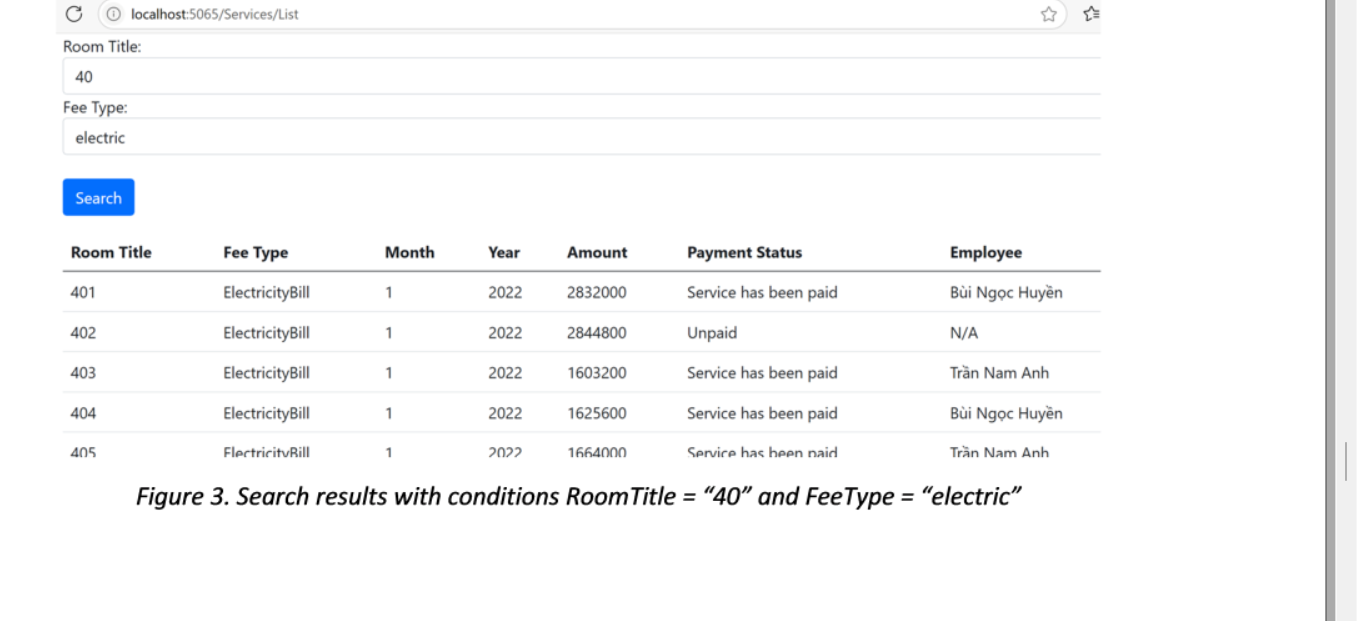 localhost:5065/Services/List
Room Title:
40
Fee Type:
electric
Search
Room Title Fee Type Month Year Amount Payment Status Employee
401 ElectricityBill 1 2022 2832000 Service has been paid Bùi Ngọc Huyền
402 ElectricityBill 1 2022 2844800 Unpaid N/A
403 ElectricityBill 1 2022 1603200 Service has been paid Trần Nam Anh
404 ElectricityBill 1 2022 1625600 Service has been paid Bùi Ngọc Huyền
405 ElectricityBill 1 2022 1664000 Service has been paid Trần Nam Anh
Figure 3. Search results with conditions RoomTitle = “40” and FeeType = “electric”